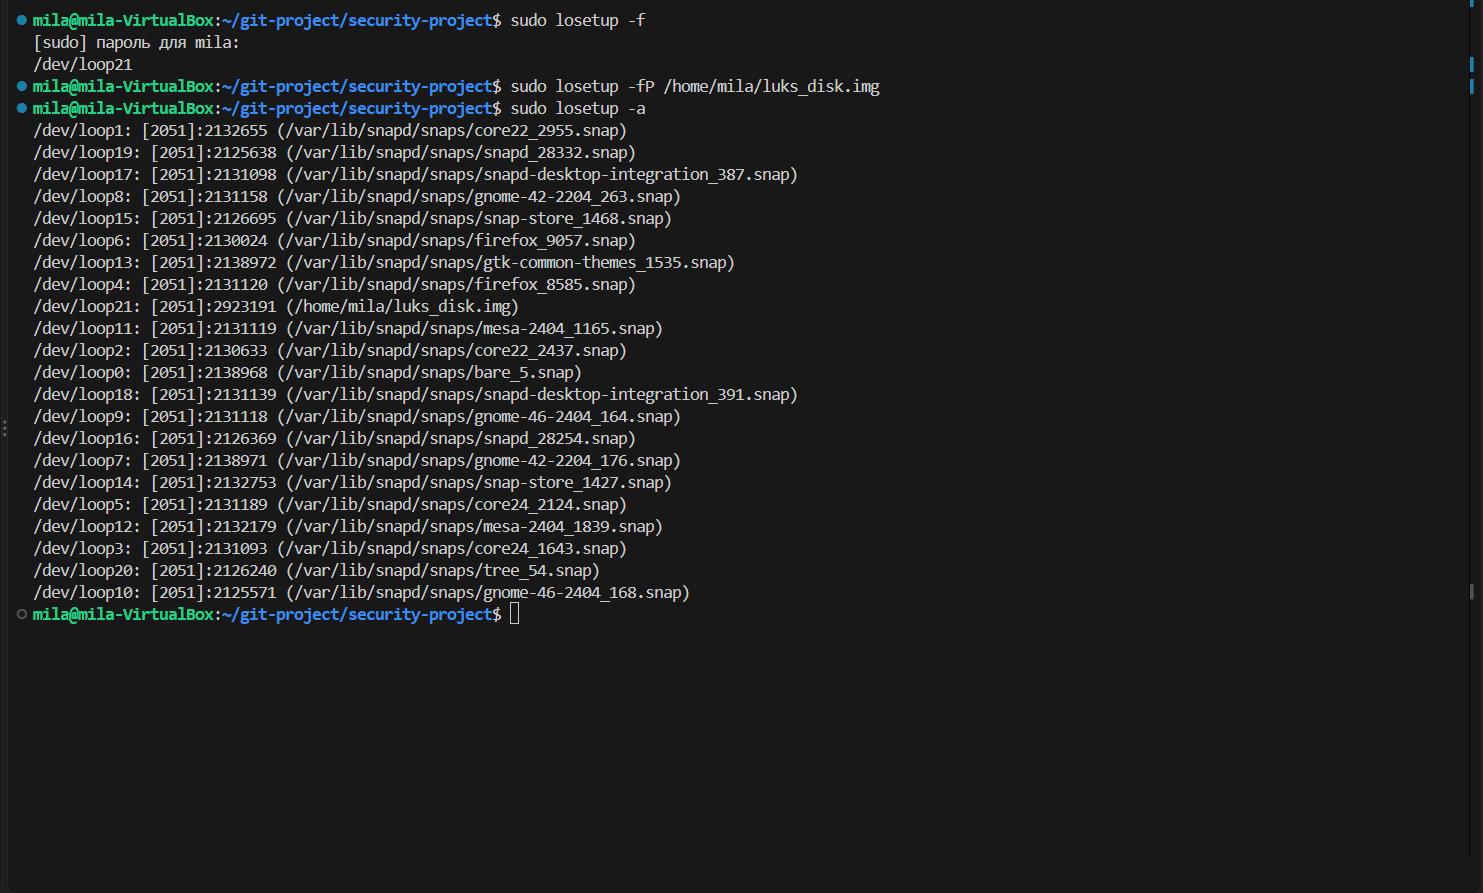 mila@mila-VirtualBox:~/git-project/security-project$ sudo losetup -f
[sudo] пароль для mila:
/dev/loop21
mila@mila-VirtualBox:~/git-project/security-project$ sudo losetup -fP /home/mila/luks_disk.img
mila@mila-VirtualBox:~/git-project/security-project$ sudo losetup -a
/dev/loop1: [2051]:2132655 (/var/lib/snapd/snaps/core22_2955.snap)
/dev/loop19: [2051]:2125638 (/var/lib/snapd/snaps/snapd_28332.snap)
/dev/loop17: [2051]:2131098 (/var/lib/snapd/snaps/snapd-desktop-integration_387.snap)
/dev/loop8: [2051]:2131158 (/var/lib/snapd/snaps/gnome-42-2204_263.snap)
/dev/loop15: [2051]:2126695 (/var/lib/snapd/snaps/snap-store_1468.snap)
/dev/loop6: [2051]:2130024 (/var/lib/snapd/snaps/firefox_9057.snap)
/dev/loop13: [2051]:2138972 (/var/lib/snapd/snaps/gtk-common-themes_1535.snap)
/dev/loop4: [2051]:2131120 (/var/lib/snapd/snaps/firefox_8585.snap)
/dev/loop21: [2051]:2923191 (/home/mila/luks_disk.img)
/dev/loop11: [2051]:2131119 (/var/lib/snapd/snaps/mesa-2404_1165.snap)
/dev/loop2: [2051]:2130633 (/var/lib/snapd/snaps/core22_2437.snap)
/dev/loop0: [2051]:2138968 (/var/lib/snapd/snaps/bare_5.snap)
/dev/loop18: [2051]:2131139 (/var/lib/snapd/snaps/snapd-desktop-integration_391.snap)
/dev/loop9: [2051]:2131118 (/var/lib/snapd/snaps/gnome-46-2404_164.snap)
/dev/loop16: [2051]:2126369 (/var/lib/snapd/snaps/snapd_28254.snap)
/dev/loop7: [2051]:2138971 (/var/lib/snapd/snaps/gnome-42-2204_176.snap)
/dev/loop14: [2051]:2132753 (/var/lib/snapd/snaps/snap-store_1427.snap)
/dev/loop5: [2051]:2131189 (/var/lib/snapd/snaps/core24_2124.snap)
/dev/loop12: [2051]:2132179 (/var/lib/snapd/snaps/mesa-2404_1839.snap)
/dev/loop3: [2051]:2131093 (/var/lib/snapd/snaps/core24_1643.snap)
/dev/loop20: [2051]:2126240 (/var/lib/snapd/snaps/tree_54.snap)
/dev/loop10: [2051]:2125571 (/var/lib/snapd/snaps/gnome-46-2404_168.snap)
mila@mila-VirtualBox:~/git-project/security-project$